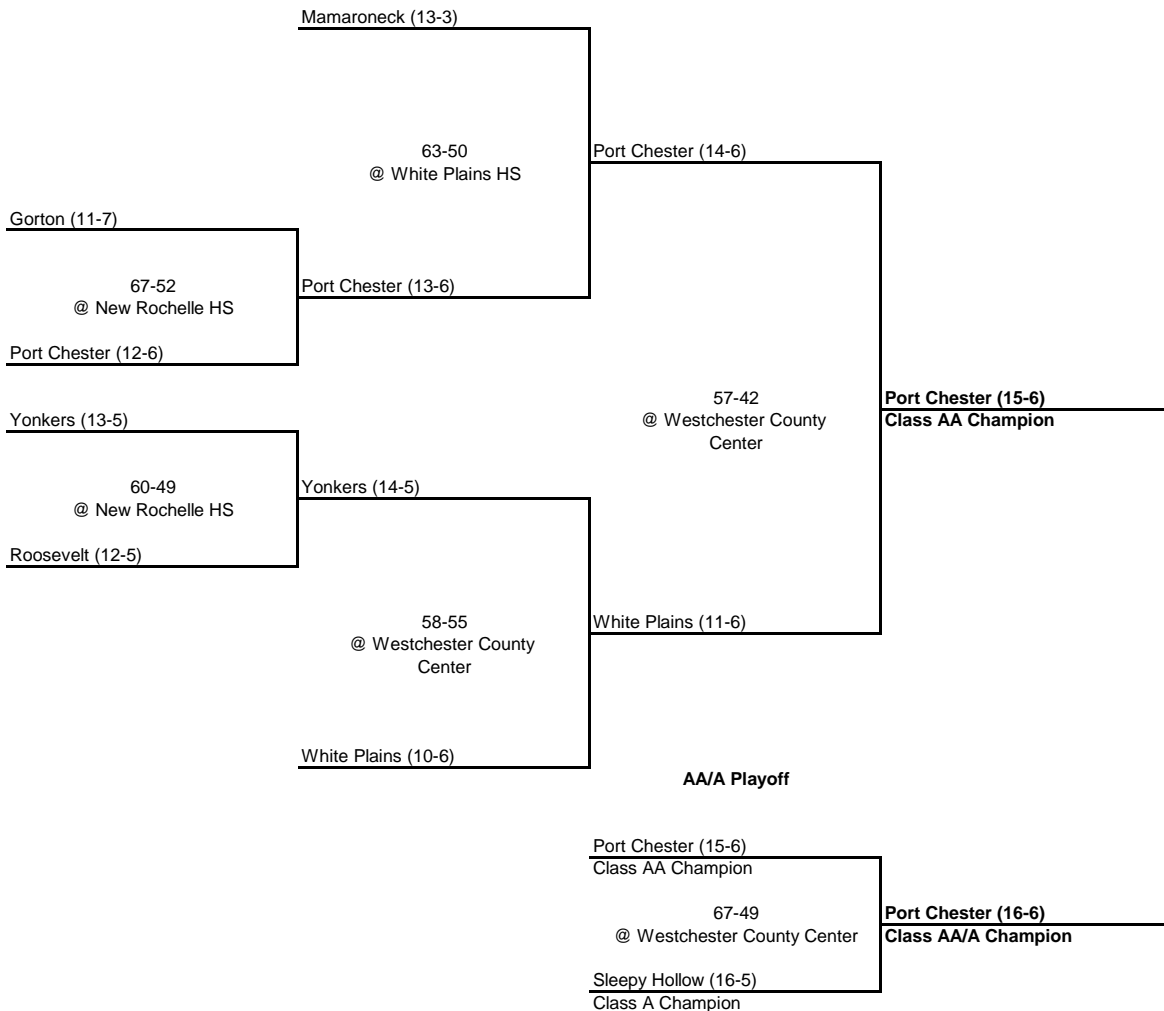 Mamaroneck (13-3)
63-50
@ White Plains HS
Port Chester (14-6)
Gorton (11-7)
67-52
@ New Rochelle HS
Port Chester (13-6)
Port Chester (12-6)
57-42
@ Westchester County
Center
Port Chester (15-6)
Class AA Champion
Yonkers (13-5)
60-49
@ New Rochelle HS
Yonkers (14-5)
Roosevelt (12-5)
58-55
@ Westchester County
Center
White Plains (11-6)
White Plains (10-6)
AA/A Playoff
Port Chester (15-6)
Class AA Champion
67-49
@ Westchester County Center
Port Chester (16-6)
Class AA/A Champion
Sleepy Hollow (16-5)
Class A Champion